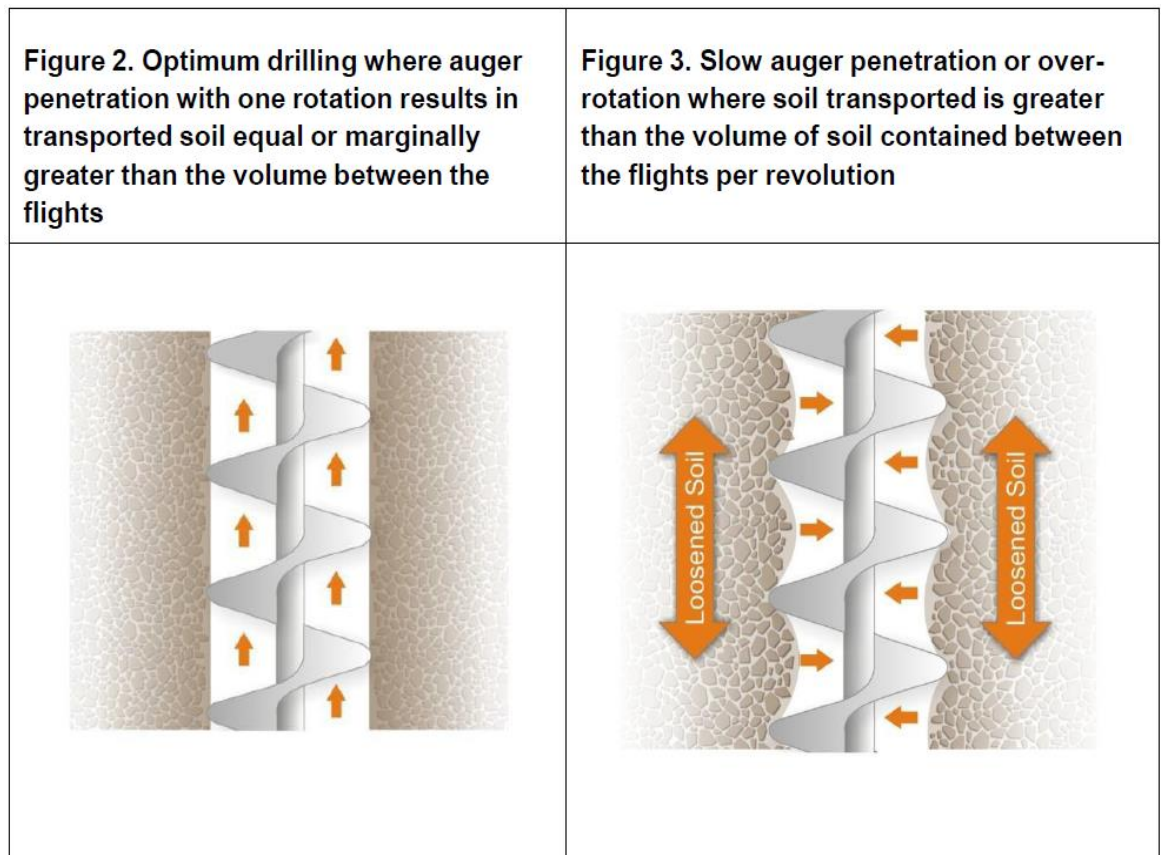 Figure 2. Optimum drilling where auger
penetration with one rotation results in
transported soil equal or marginally
greater than the volume between the
flights
Figure 3. Slow auger penetration or over-
rotation where soil transported is greater
than the volume of soil contained between
the flights per revolution
Loosened Soil
Loosened Soil